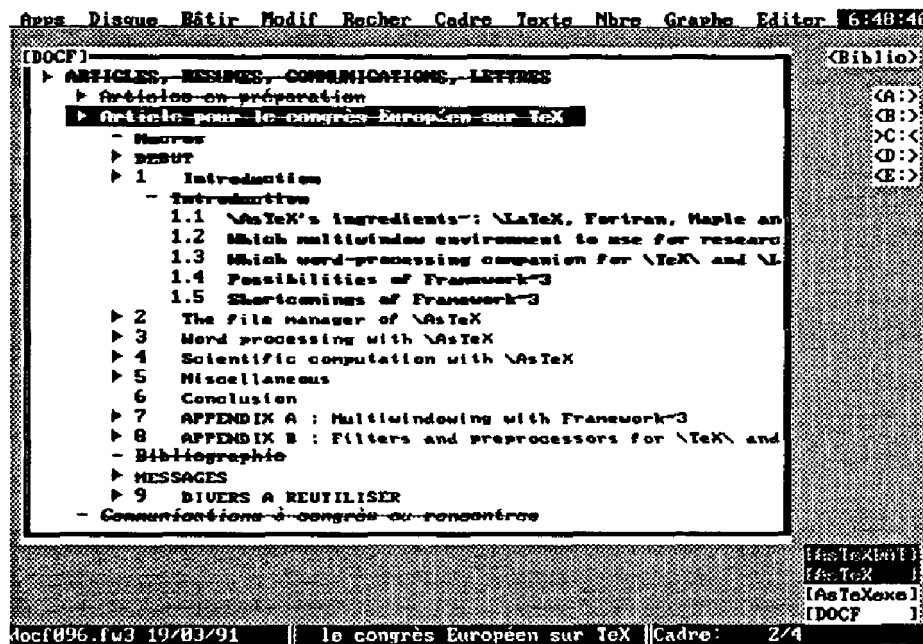 Apps Disque Bâtir Modif Recher Cadre Texte Nbre Graphe Editer 6:48:46
[DOCF]
<Biblio>
► ARTICLES, RESUMES, COMMUNICATIONS, LETTRES
► Articles en préparation
► Article pour le congrès Européen sur TeX
- Macros
► DEBUT
► 1 Introduction
- Introduction
1.1 \AsTeX's ingredients~: \LaTeX, Fortran, Maple an
1.2 Which multiwindow environment to use for researc
1.3 Which word-processing companion for \TeX\ and \L
1.4 Possibilities of Framework~3
1.5 Shortcomings of Framework~3
► 2 The file manager of \AsTeX
► 3 Word processing with \AsTeX
► 4 Scientific computation with \AsTeX
► 5 Miscellaneous
6 Conclusion
► 7 APPENDIX A : Multiwindowing with Framework~3
► 8 APPENDIX B : Filters and preprocessors for \TeX\ and
- Bibliographie
► MESSAGES
► 9 DIVERS A REUTILISER
- Communications à congrès ou rencontres
<A:>
<B:>
>C:<
<D:>
<E:>
[AsTeX ]
[AsTeXexe]
[DOCF ]
docf096.fw3 19/03/91 le congrès Européen sur TeX Cadre: 2/4